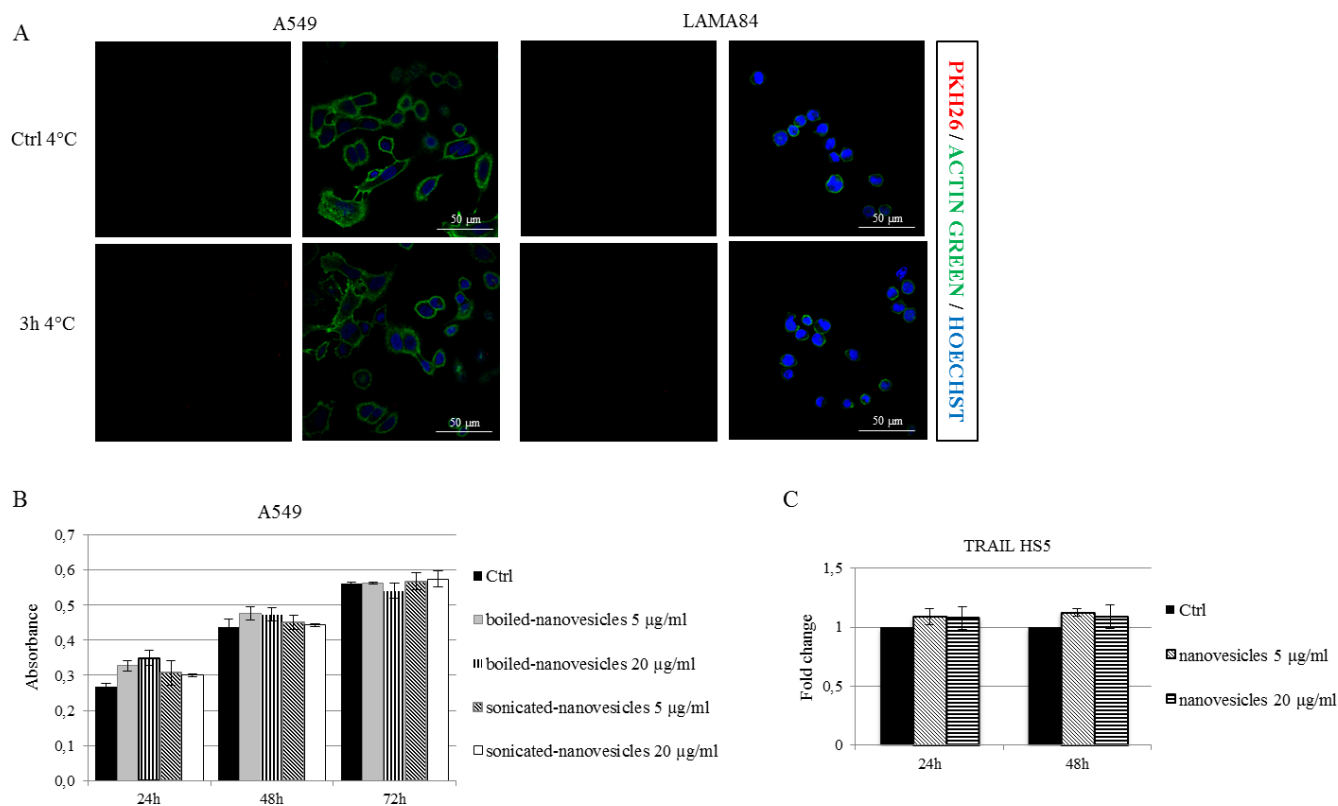 A
A549
LAMA84
Ctrl 4°C
50 µm
50 µm
3h 4°C
50 µm
50 µm
PKH26 / ACTIN GREEN / HOECHST
B
A549
Absorbance
0,7
0,6
0,5
0,4
0,3
0,2
0,1
0,0
24h
48h
72h
Ctrl
boiled-nanovesicles 5 µg/ml
boiled-nanovesicles 20 µg/ml
sonicated-nanovesicles 5 µg/ml
sonicated-nanovesicles 20 µg/ml
C
TRAIL HS5
Fold change
1,5
1
0,5
0
24h
48h
Ctrl
nanovesicles 5 µg/ml
nanovesicles 20 µg/ml